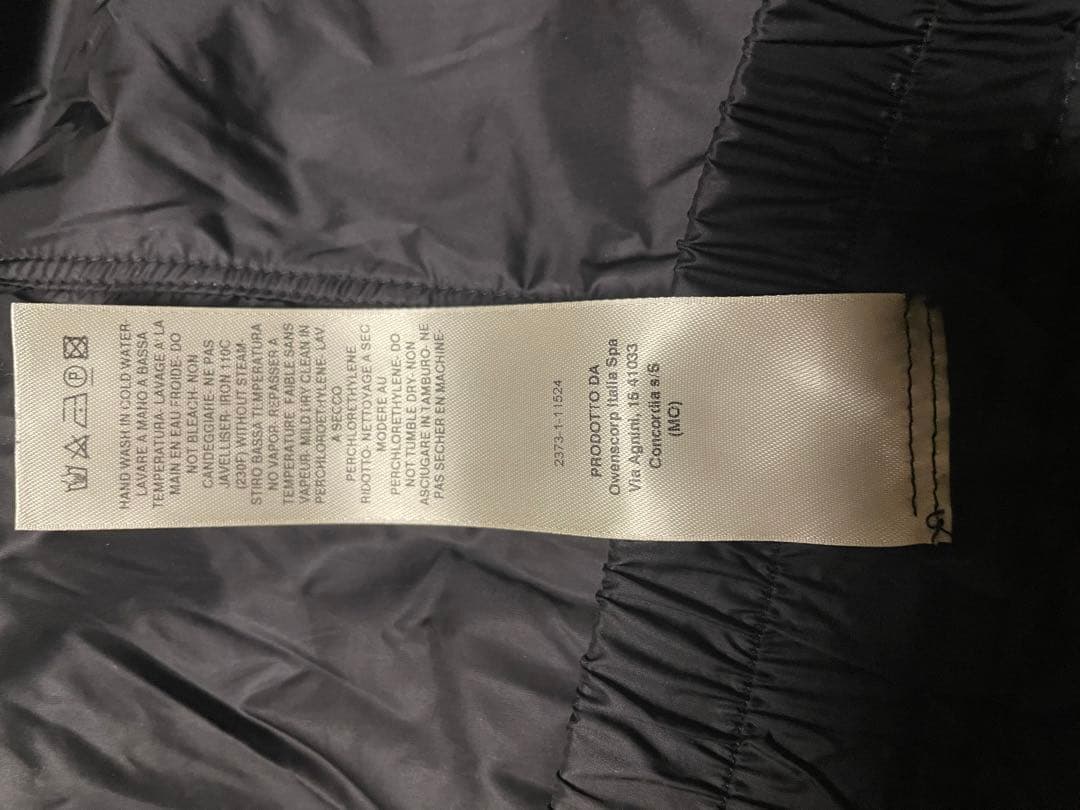 HAND WASH IN COLD WATER-
LAVARE A MANO A BASSA
TEMPERATURA- LAVAGE A'LA
MAIN EN EAU FROIDE- DO
NOT BLEACH- NON
CANDEGGIARE- NE PAS
JAVELLISER- IRON 110C
(230F) WITHOUT STEAM-
STIRO BASSA TEMPERATURA
NO VAPOR- REPASSER A
TEMPERATURE FAIBLE SANS
VAPEUR- MILD DRY CLEAN IN
PERCHLOROETHYLENE- LAV.
A SECCO
PERCHLORETHYLENE
RIDOTTO- NETTOYAGE A SEC
MODERE AU
PERCHLORETHYLENE- DO
NOT TUMBLE DRY- NON
ASCIUGARE IN TAMBURO- NE
PAS SECHER EN MACHINE-
2373-1-11524
PRODOTTO DA
Owenscorp Italia Spa
Via Agnini, 16 41033
Concordia s/S
(MO)